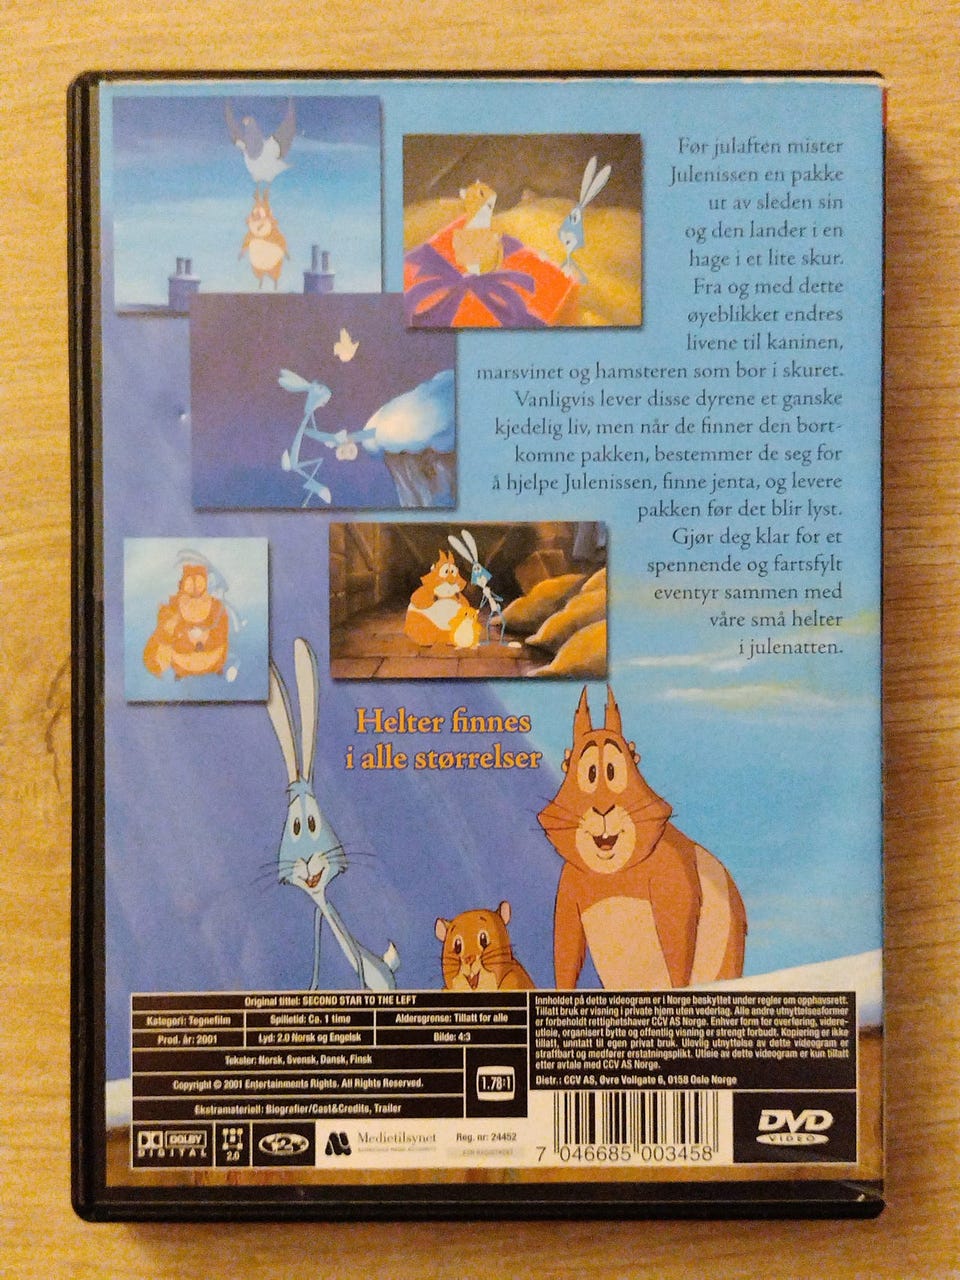 Før julaften mister
Julenissen en pakke
ut av sleden sin
og den lander i en
hage i et lite skur.
Fra og med dette
øyeblikket endres
livene til kaninen,
marsvinet og hamsteren som bor i skuret.
Vanligvis lever disse dyrene et ganske
kjedelig liv, men når de finner den bort-
komne pakken, bestemmer de seg for
å hjelpe Julenissen, finne jenta, og levere
pakken før det blir lyst.
Gjør deg klar for et
spennende og fartsfylt
eventyr sammen med
våre små helter
i julenatten.
Helter finnes
i alle størrelser
Original tittel: SECOND STAR TO THE LEFT
Kategori: Tegnefilm
Spilletid: Ca. 1 time
Aldersgrense: Tillatt for alle
Prod. år: 2001
Lyd: 2.0 Norsk og Engelsk
Bilde: 4:3
Tekster: Norsk, Svensk, Dansk, Finsk
Copyright © 2001 Entertainments Rights. All Rights Reserved.
Ekstramateriell: Biografier/Cast&Credits, Trailer
1.78:1
Innholdet på dette videogram er i Norge beskyttet under regler om opphavsrett.
Tillatt bruk er visning i private hjem uten vederlag. Alle andre utnyttelsesformer
er forbeholdt rettighetshaver CCV AS Norge. Enhver form for overføring, videre-
utleie, organisert bytte og offentlig visning er strengt forbudt. Kopiering er ikke
tillatt, unntatt til egen privat bruk. Ulovlig utnyttelse av dette videogram er
straffbart og medfører erstatningsplikt. Utleie av dette videogram er kun tillatt
etter avtale med CCV AS Norge.
Distr.: CCV AS, Øvre Vollgate 6, 0158 Oslo Norge
DOLBY
DIGITAL
2.0
2
Medietilsynet
Reg. nr: 24452
7 046685 003458
DVD
VIDEO